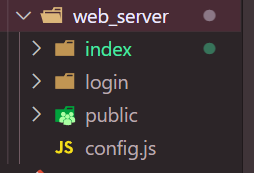 web_server
index
login
public
JS config.js